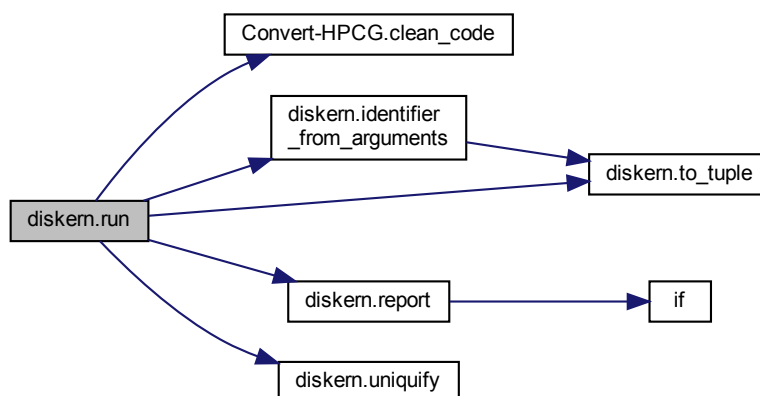 Convert-HPCG.clean_code
diskern.identifier
_from_arguments
diskern.to_tuple
diskern.run
diskern.report
if
diskern.uniquify